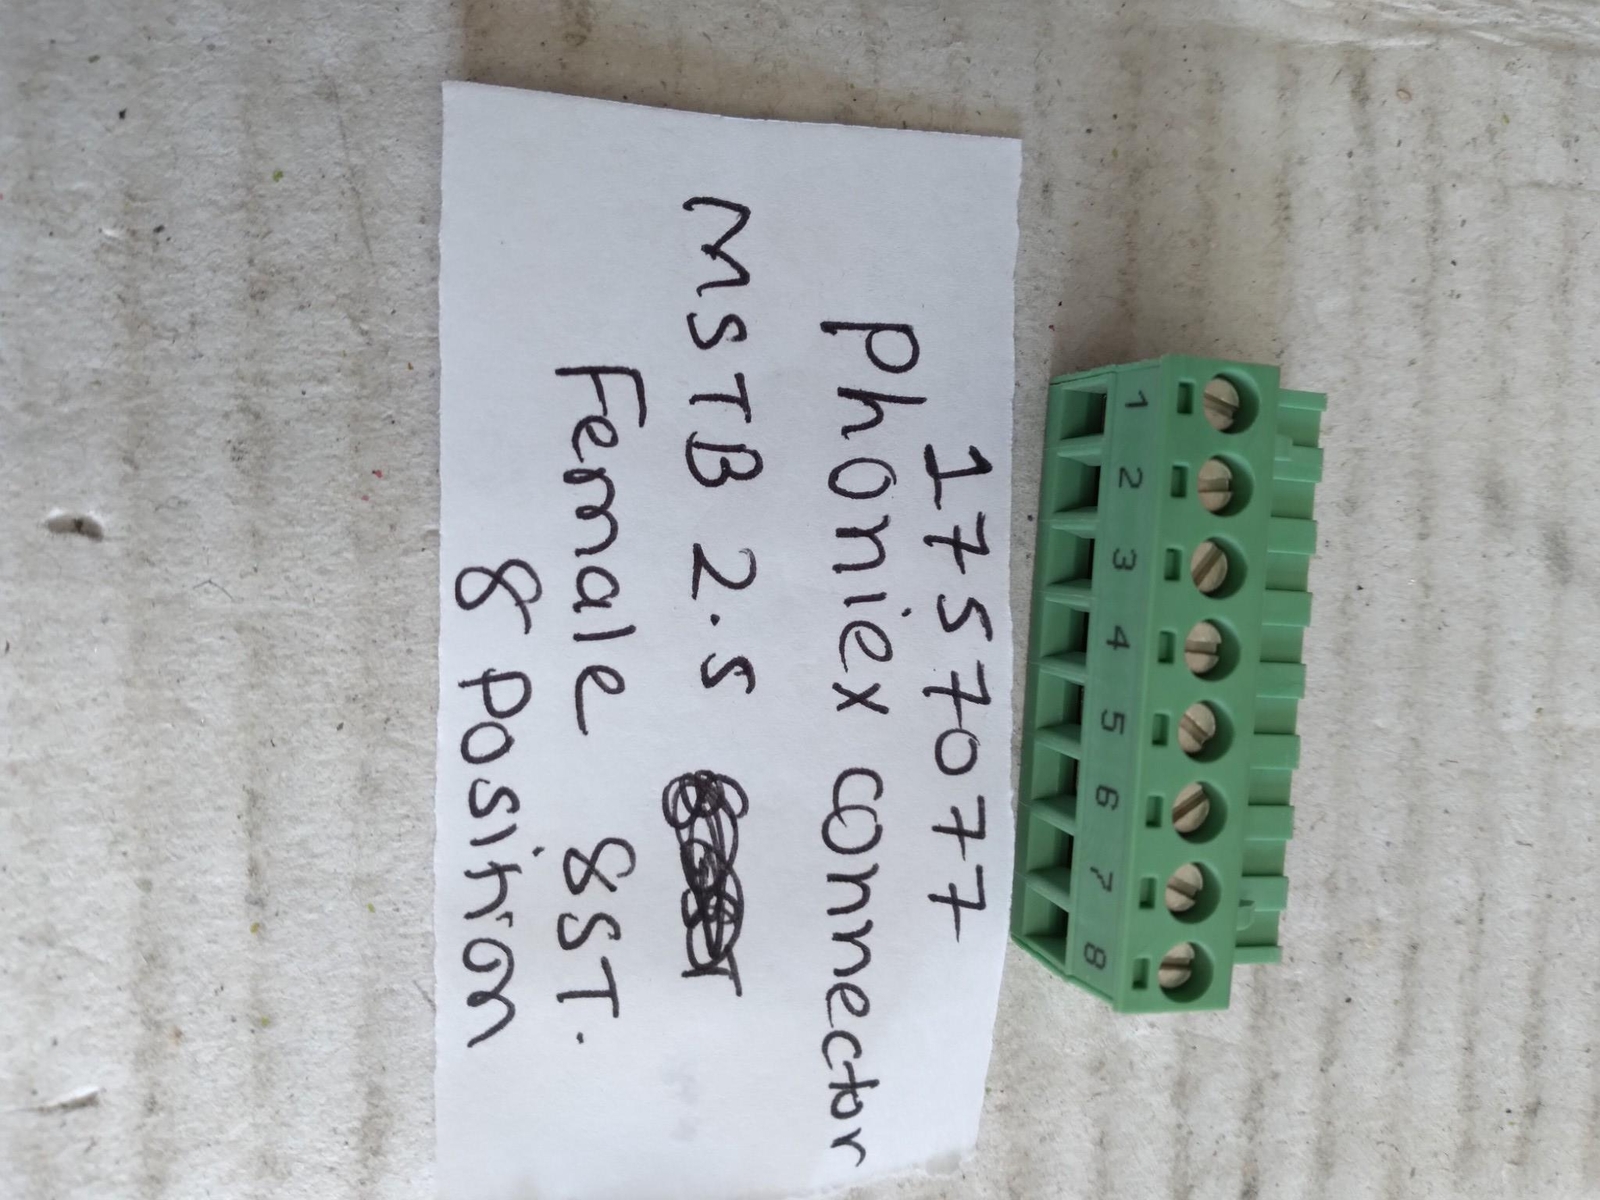 1757077
Phoniex connector
MSTB 2.5
Female 8ST.
8 Position
1 2 3 4 5 6 7 8